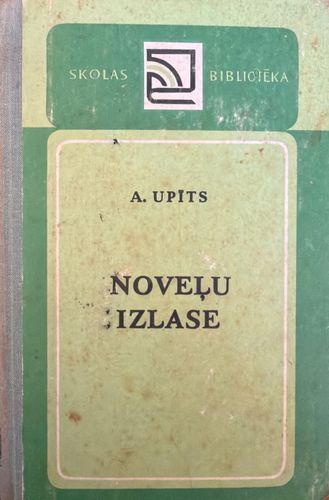 SKOLAS BIBLIOTĒKA
A. UPĪTS
NOVEĻU
IZLASE